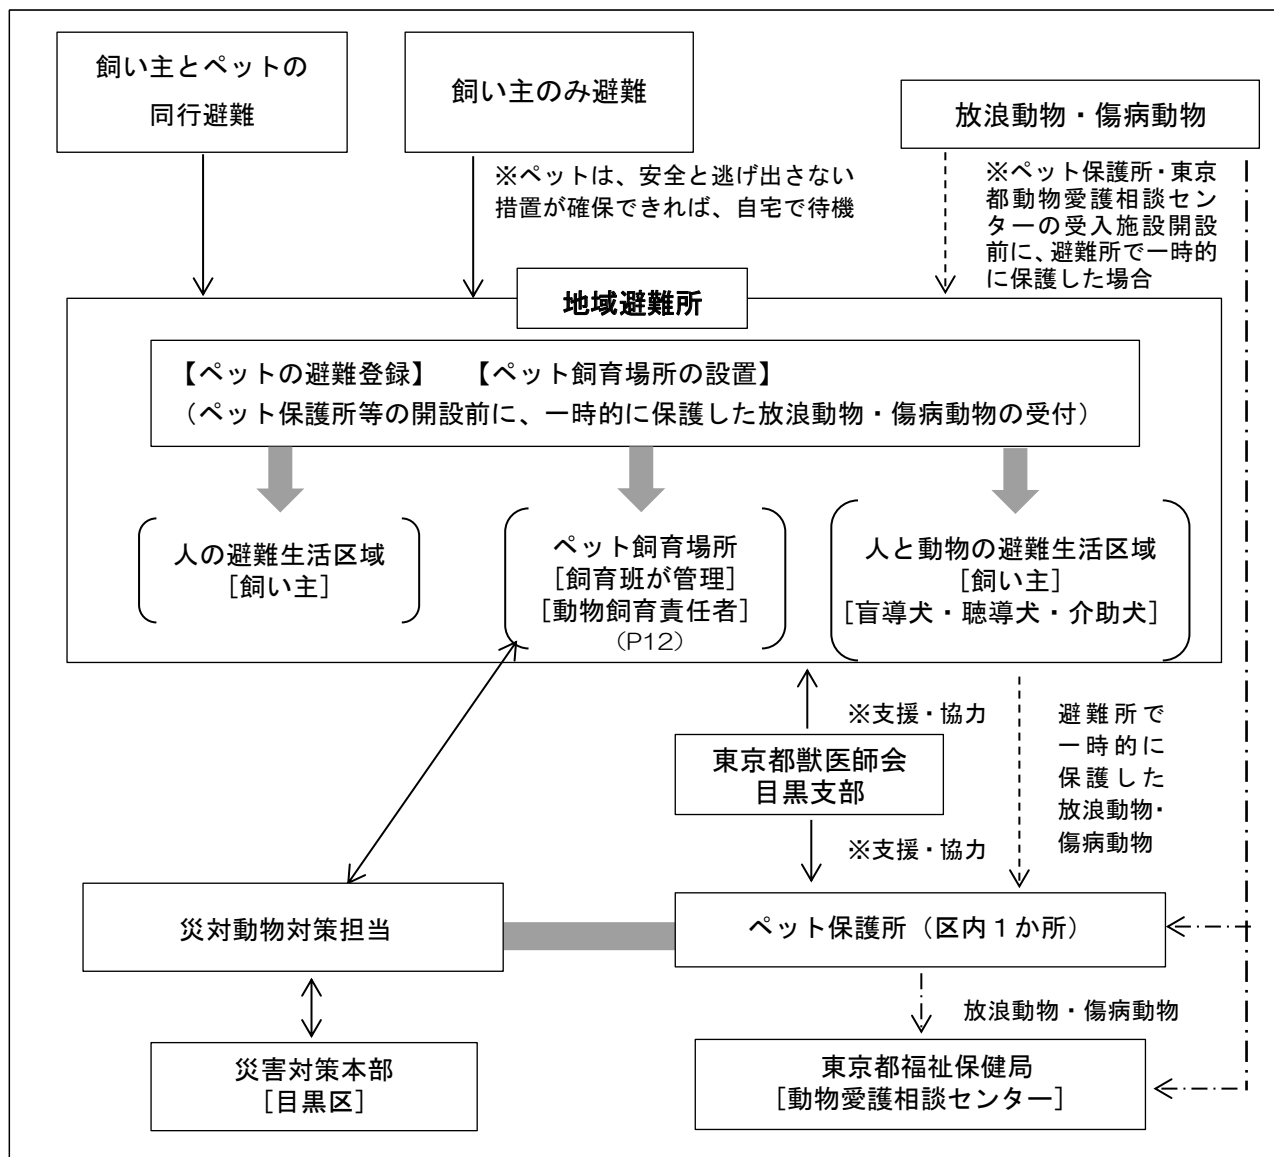 飼い主とペットの
同行避難
飼い主のみ避難
放浪動物・傷病動物
※ペットは、安全と逃げ出さない
措置が確保できれば、自宅で待機
※ペット保護所・東京
都動物愛護相談セン
ターの受入施設開設
前に、避難所で一時的
に保護した場合
地域避難所
【ペットの避難登録】 【ペット飼育場所の設置】
（ペット保護所等の開設前に、一時的に保護した放浪動物・傷病動物の受付）
人の避難生活区域
［飼い主］
ペット飼育場所
［飼育班が管理］
［動物飼育責任者］
（P12）
人と動物の避難生活区域
［飼い主］
［盲導犬・聴導犬・介助犬］
※支援・協力
東京都獣医師会
目黒支部
※支援・協力
避難所で
一時的に
保護した
放浪動物・
傷病動物
災対動物対策担当
ペット保護所（区内１か所）
放浪動物・傷病動物
災害対策本部
［目黒区］
東京都福祉保健局
［動物愛護相談センター］